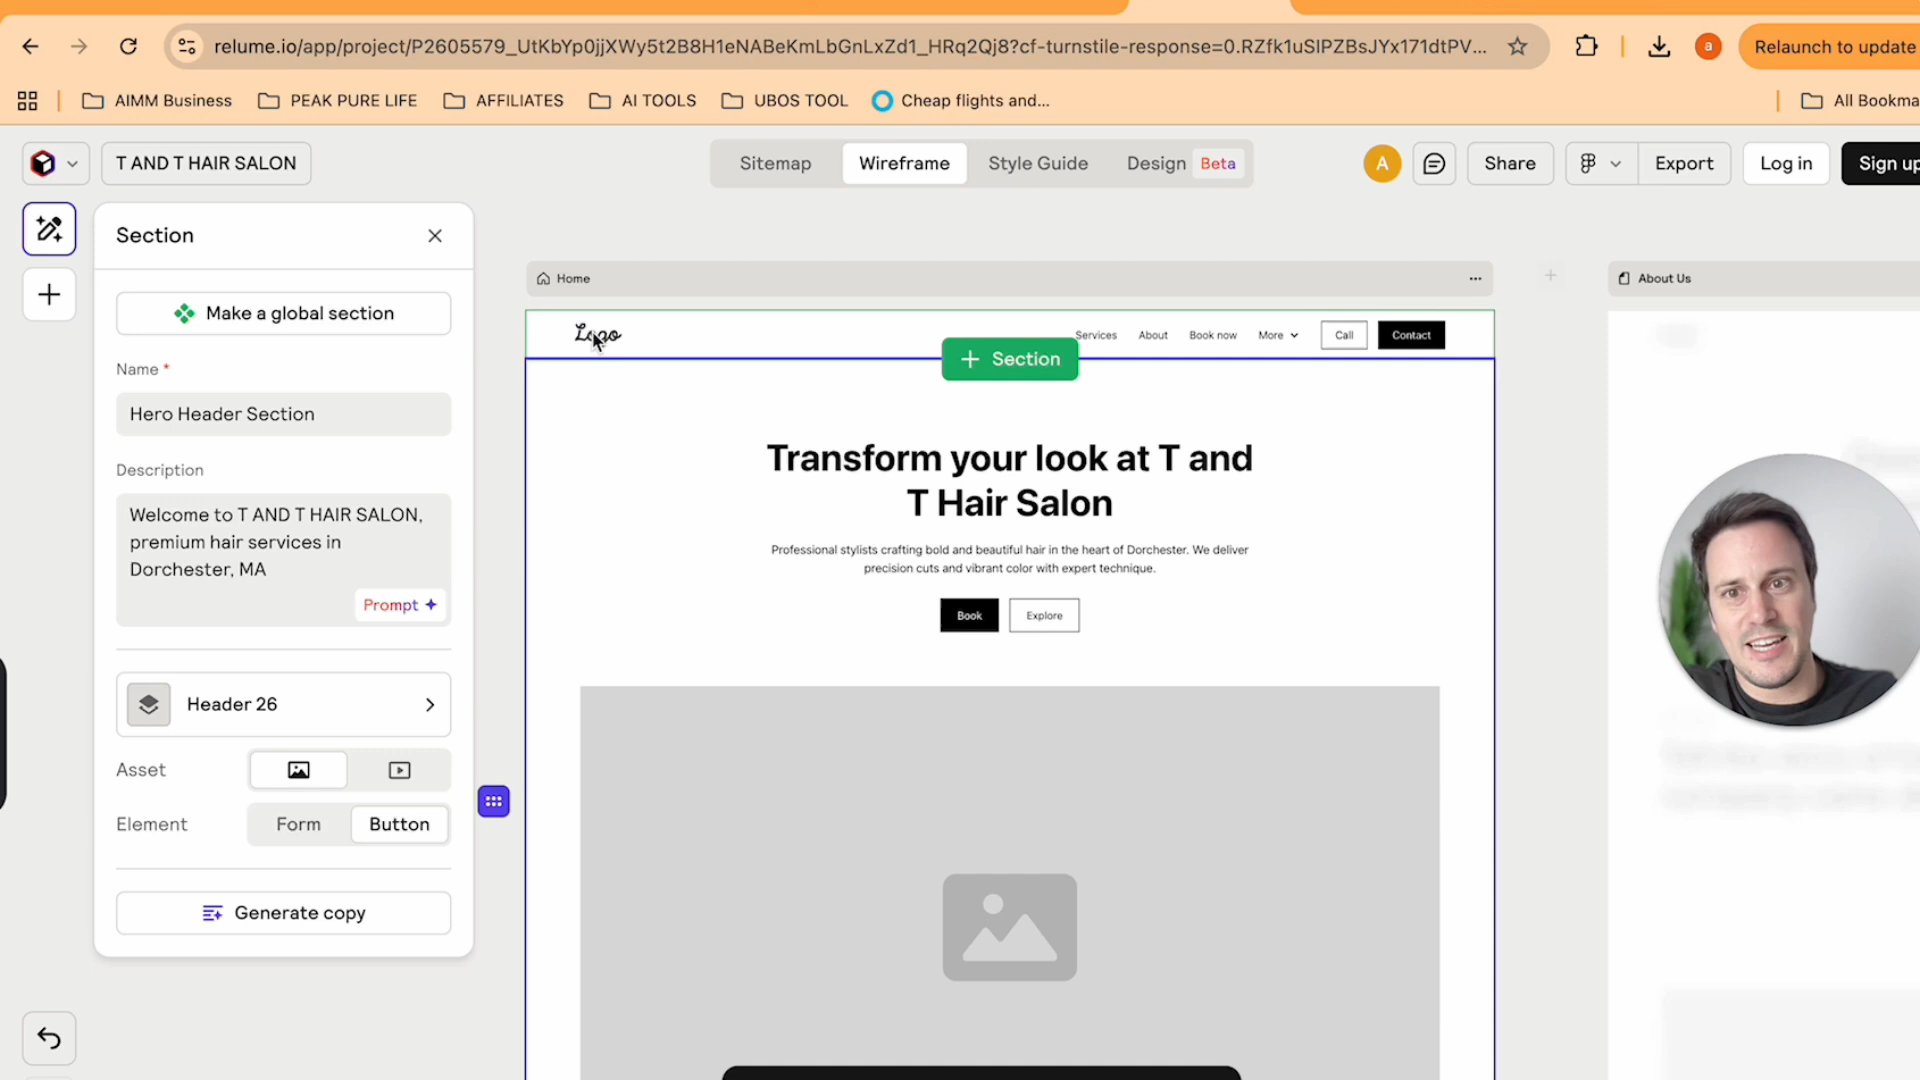 relume.io/app/project/P2605579_UtKbYp0jjXWy5t2B8H1eNABeKmLbGnLxZd1_HRq2Qj8?cf-turnstile-response=0.RZfk1uSlPZBsJYx171dtPV...
a
Relaunch to update
AIMM Business
PEAK PURE LIFE
AFFILIATES
AI TOOLS
UBOS TOOL
Cheap flights and...
All Bookma
T AND T HAIR SALON
Sitemap
Wireframe
Style Guide
Design Beta
A
Share
Export
Log in
Sign up
Section
Make a global section
Name *
Hero Header Section
Description
Welcome to T AND T HAIR SALON,
premium hair services in
Dorchester, MA
Prompt
Header 26
Asset
Element
Form
Button
Generate copy
Home
...
About Us
Logo
Services
About
Book now
More
Call
Contact
+ Section
Transform your look at T and
T Hair Salon
Professional stylists crafting bold and beautiful hair in the heart of Dorchester. We deliver
precision cuts and vibrant color with expert technique.
Book
Explore